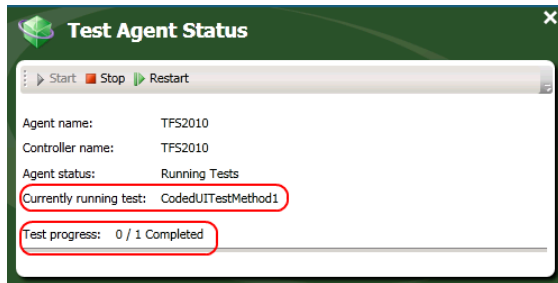 Test Agent Status
Start Stop Restart
Agent name: TFS2010
Controller name: TFS2010
Agent status: Running Tests
Currently running test: CodedUITestMethod1
Test progress: 0 / 1 Completed